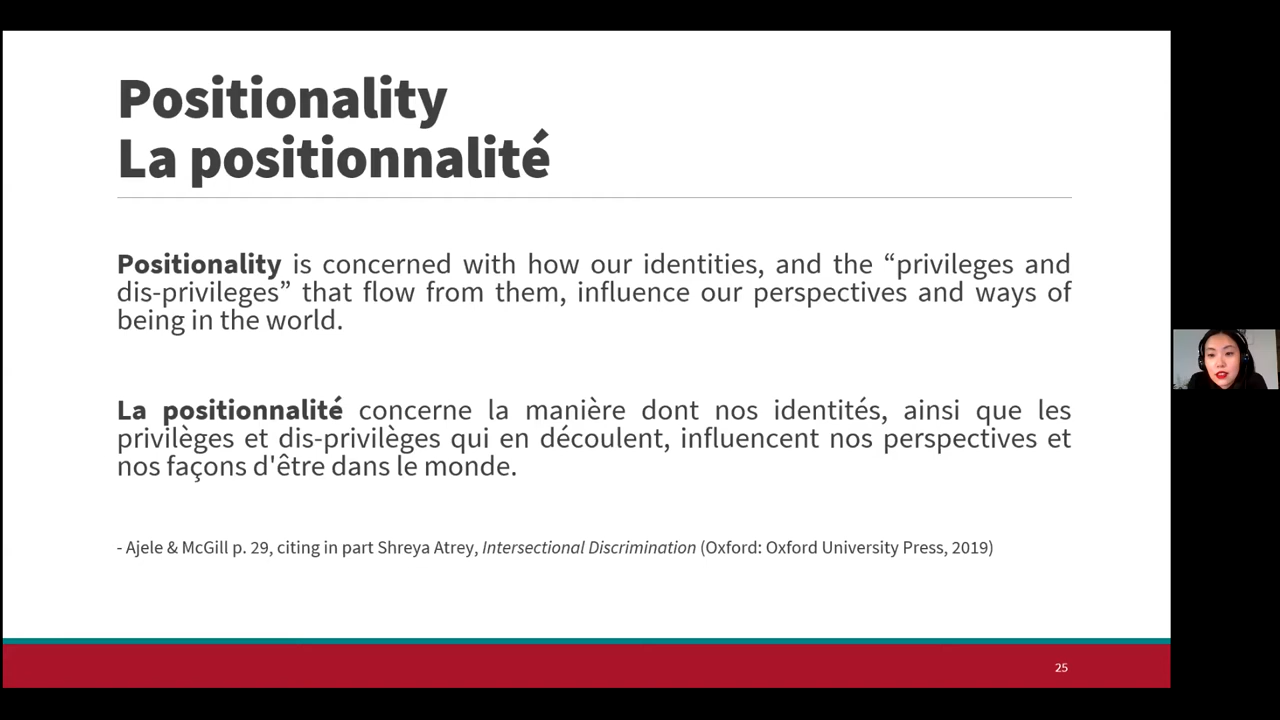 Positionality
La positionnalité
Positionality is concerned with how our identities, and the “privileges and
dis-privileges” that flow from them, influence our perspectives and ways of
being in the world.
La positionnalité concerne la manière dont nos identités, ainsi que les
privilèges et dis-privilèges qui en découlent, influencent nos perspectives et
nos façons d'être dans le monde.
- Ajele & McGill p. 29, citing in part Shreya Atrey, Intersectional Discrimination (Oxford: Oxford University Press, 2019)
25